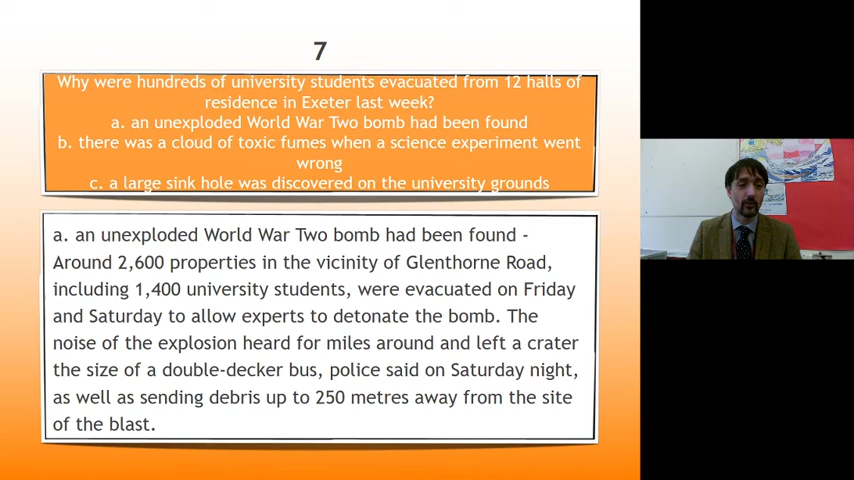 7
Why were hundreds of university students evacuated from 12 halls of
residence in Exeter last week?
a. an unexploded World War Two bomb had been found
b. there was a cloud of toxic fumes when a science experiment went
wrong
c. a large sink hole was discovered on the university grounds
a. an unexploded World War Two bomb had been found -
Around 2,600 properties in the vicinity of Glenthorne Road,
including 1,400 university students, were evacuated on Friday
and Saturday to allow experts to detonate the bomb. The
noise of the explosion heard for miles around and left a crater
the size of a double-decker bus, police said on Saturday night,
as well as sending debris up to 250 metres away from the site
of the blast.